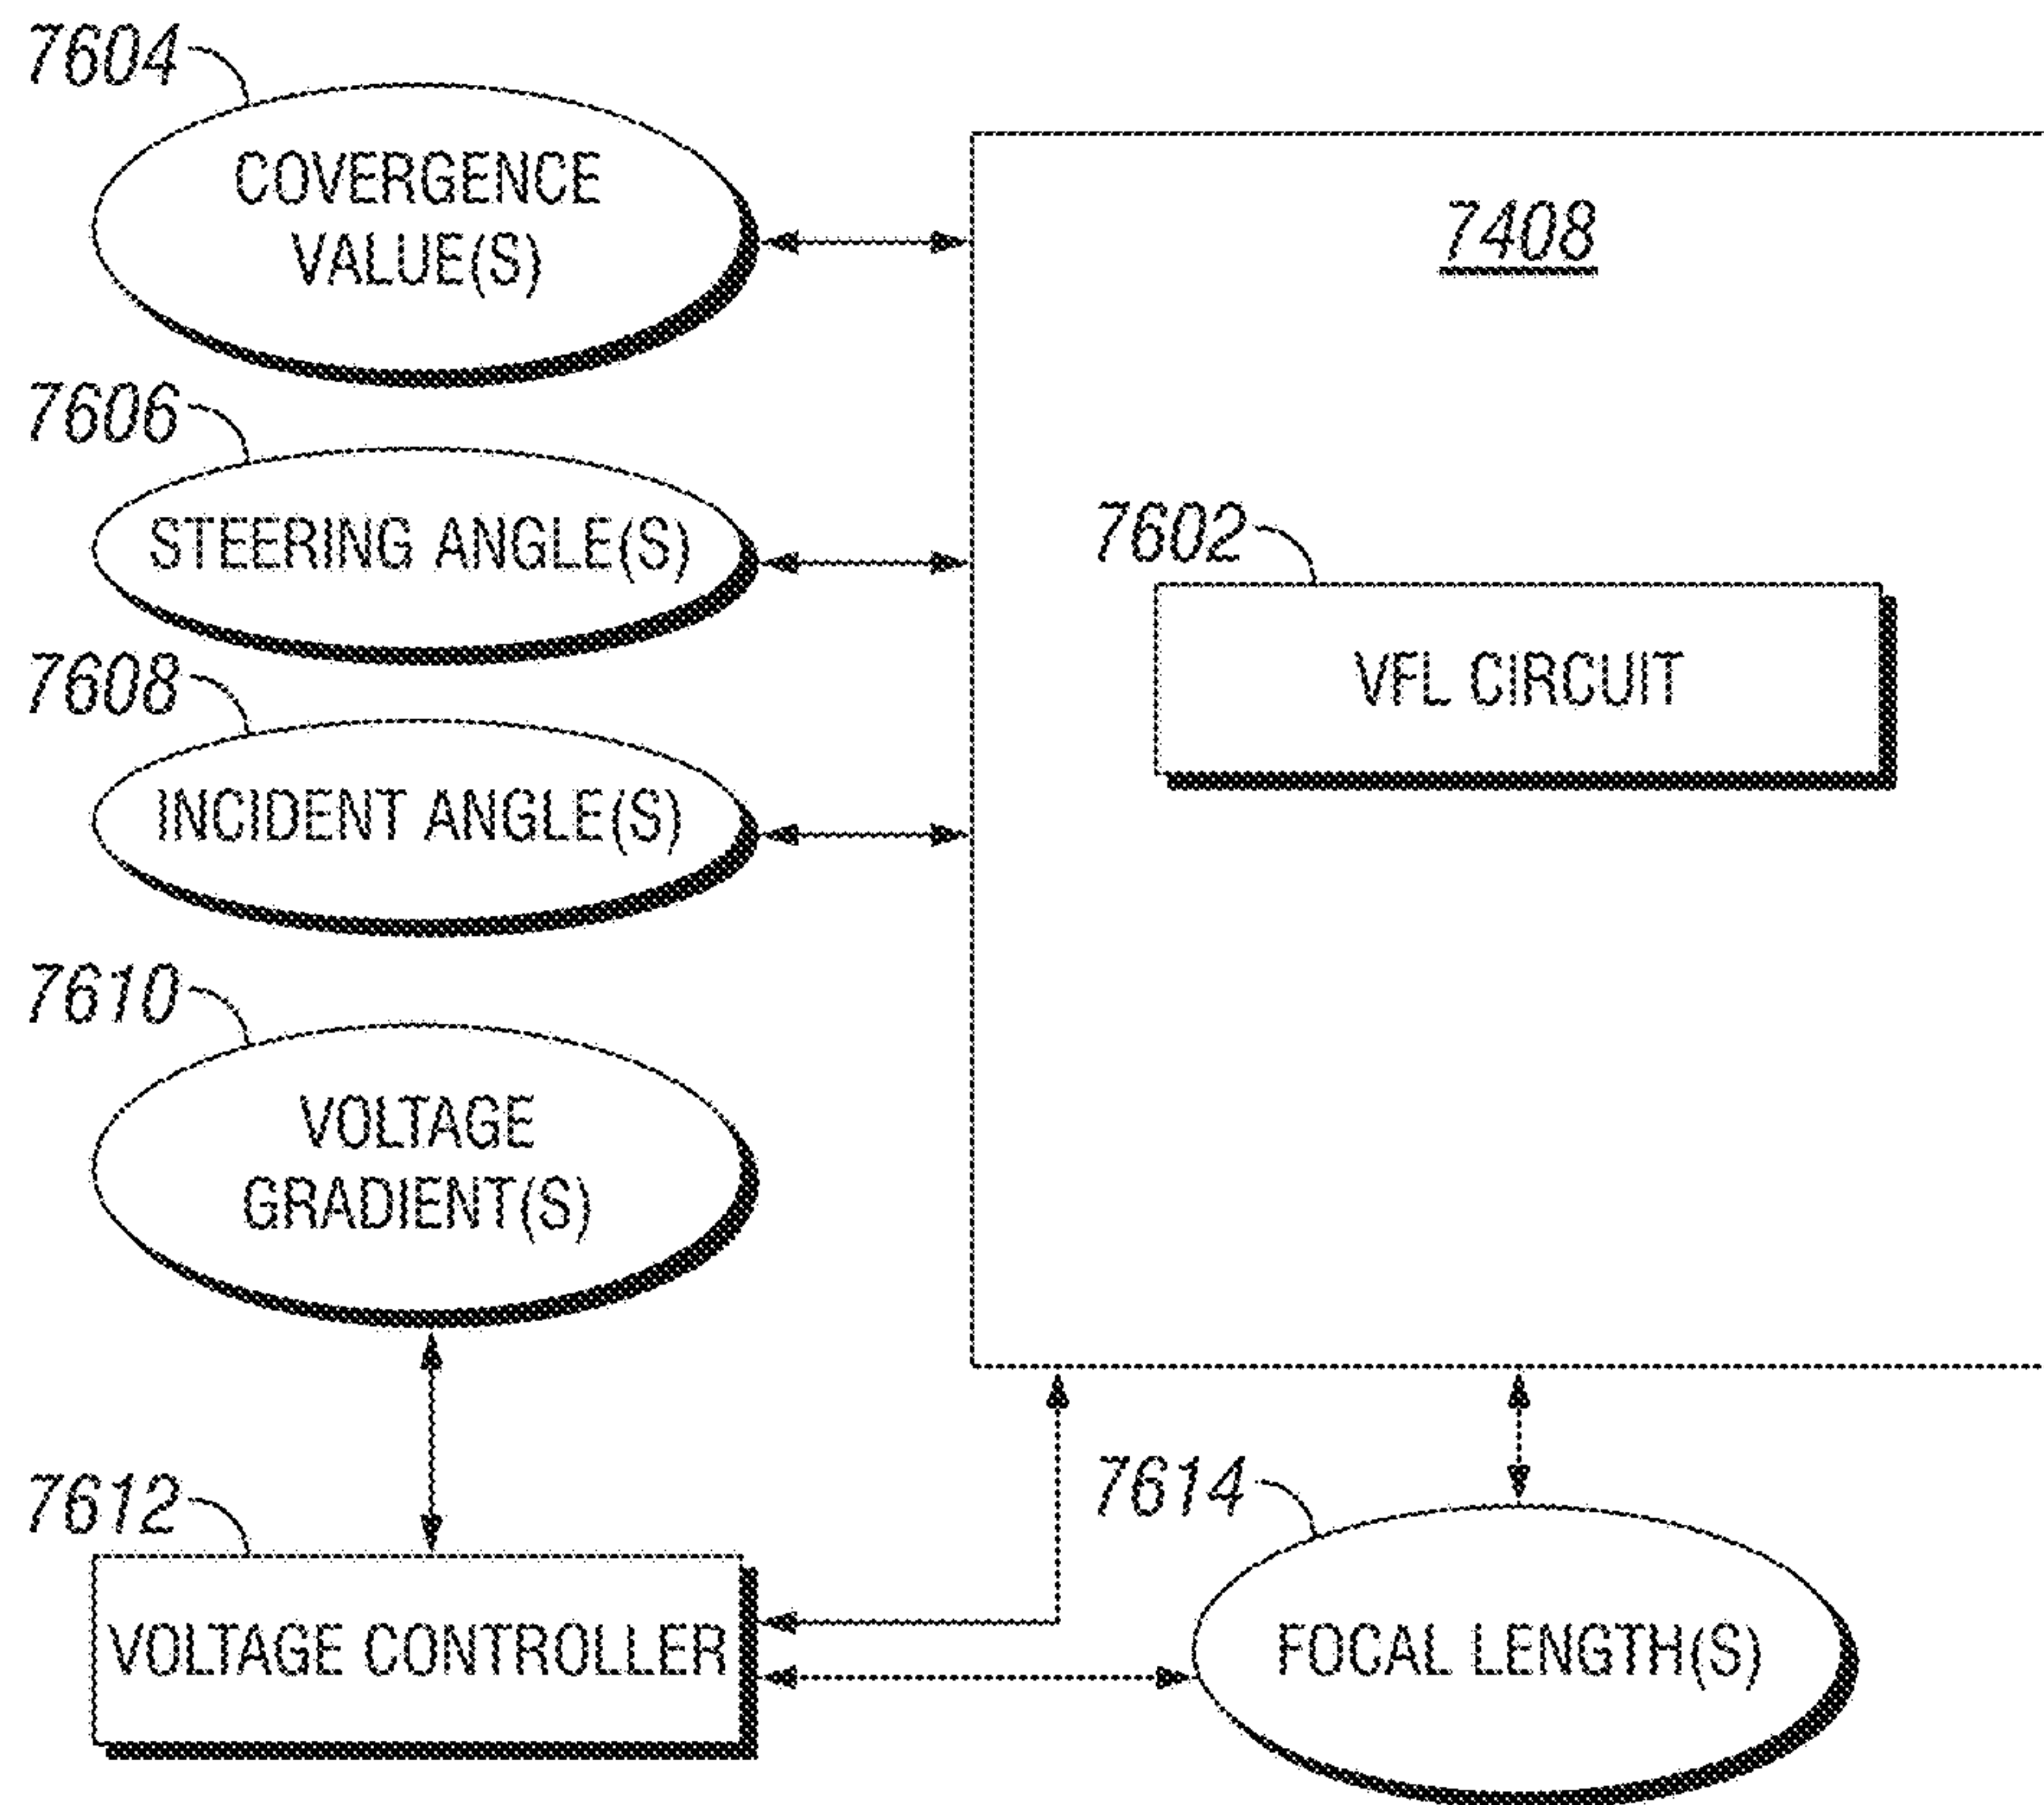 7604
COVERGENCE
VALUE(S)
7408
7606
STEERING ANGLE(S)
7602
VFL CIRCUIT
7608
INCIDENT ANGLE(S)
7610
VOLTAGE
GRADIENT(S)
7612
VOLTAGE CONTROLLER
7614
FOCAL LENGTH(S)